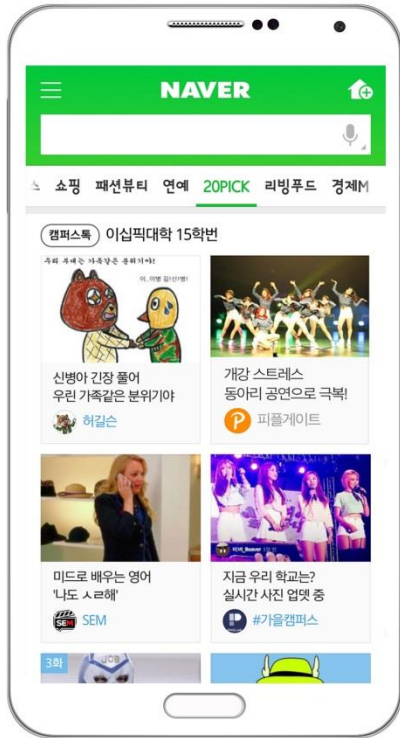 NAVER
쇼핑 패션뷰티 연예 20PICK 리빙푸드 경제M
캠퍼스톡 이십픽대학 15학번
우리 부대는 가족같은 분위기야!
신병아 긴장 풀어
우린 가족같은 분위기야
허길슨
개강 스트레스
동아리 공연으로 극복!
피플게이트
미드로 배우는 영어
'나도 ㅅㄹ해'
SEM
SEM
지금 우리 학교는?
실시간 사진 업뎃 중
#가을캠퍼스
3화